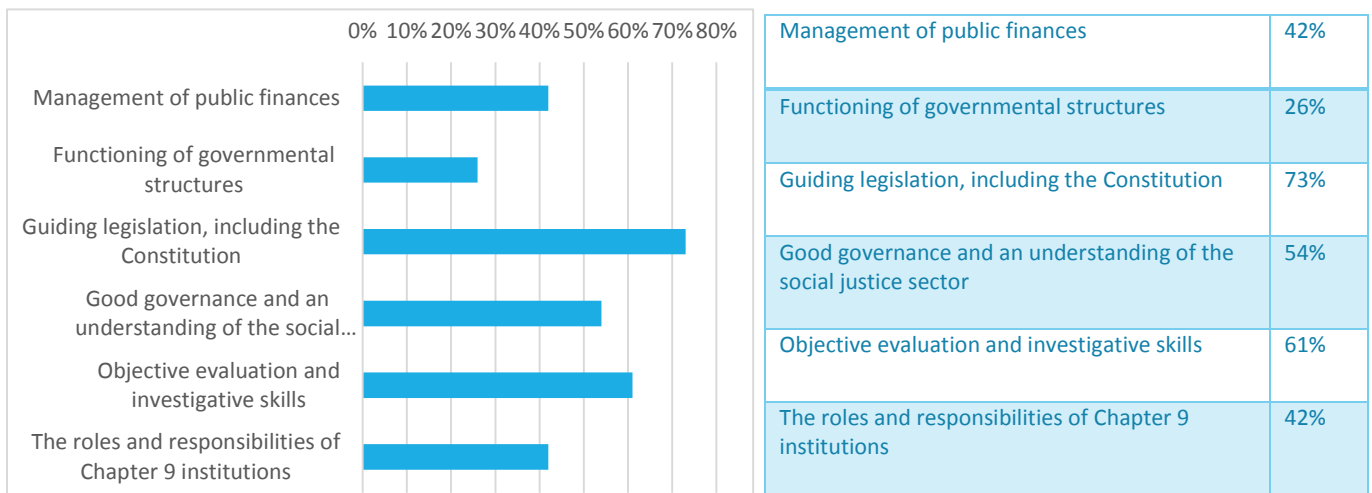 0% 10% 20% 30% 40% 50% 60% 70% 80%
Management of public finances
Functioning of governmental
structures
Guiding legislation, including the
Constitution
Good governance and an
understanding of the social...
Objective evaluation and
investigative skills
The roles and responsibilities of
Chapter 9 institutions
Management of public finances 42%
Functioning of governmental structures 26%
Guiding legislation, including the Constitution 73%
Good governance and an understanding of the 54%
social justice sector
Objective evaluation and investigative skills 61%
The roles and responsibilities of Chapter 9 42%
institutions